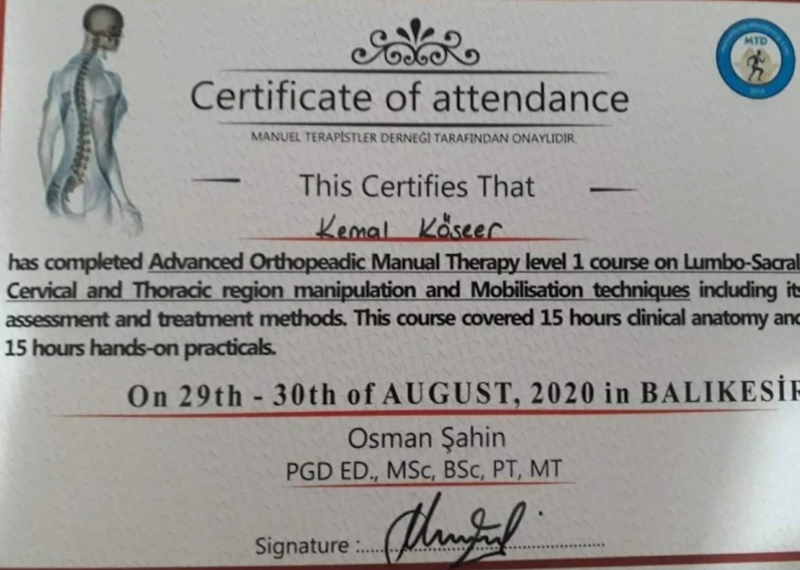 MTD
2018
Certificate of attendance
MANUEL TERAPİSTLER DERNEĞİ TARAFINDAN ONAYLIDIR.
This Certifies That
Kemal Köseer
has completed Advanced Orthopeadic Manual Therapy level 1 course on Lumbo-Sacral
Cervical and Thoracic region manipulation and Mobilisation techniques including its
assessment and treatment methods. This course covered 15 hours clinical anatomy and
15 hours hands-on practicals.
On 29th - 30th of AUGUST, 2020 in BALIKESİR
Osman Şahin
PGD ED., MSc, BSc, PT, MT
Signature :